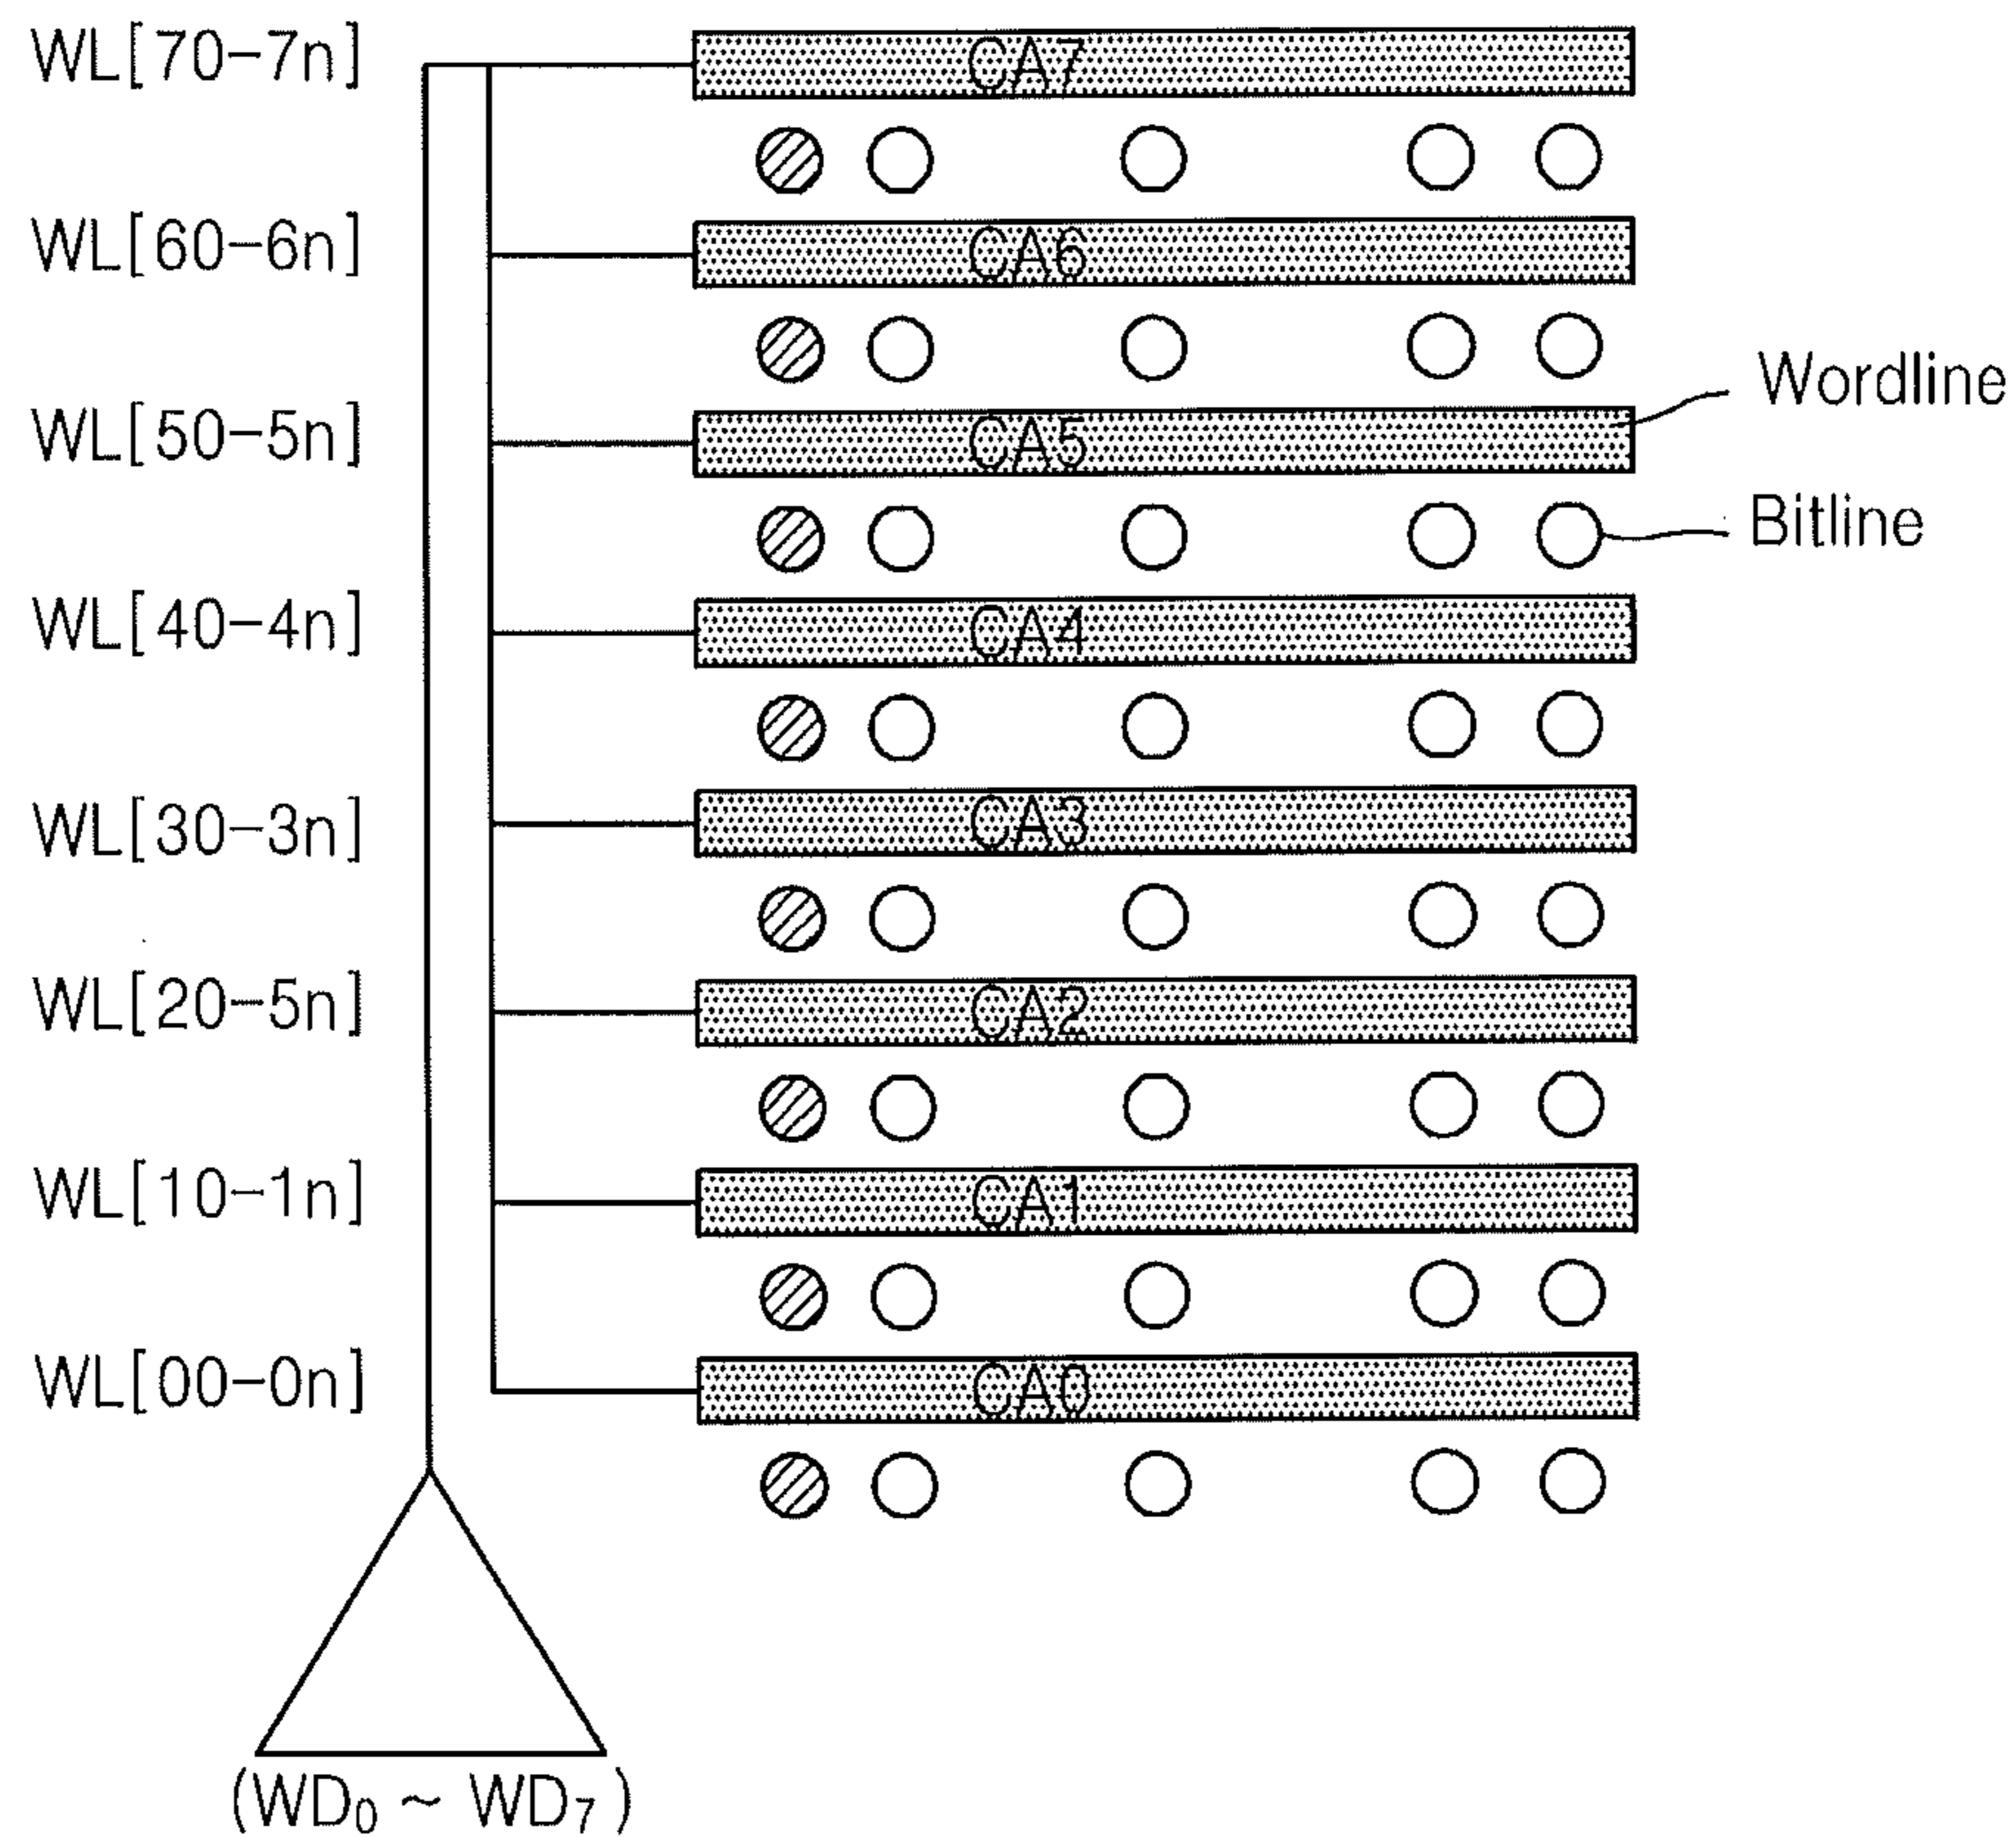 WL[70-7n] CA7
WL[60-6n] CA6
Wordline
WL[50-5n] CA5
Bitline
WL[40-4n] CA4
WL[30-3n] CA3
WL[20-5n] CA2
WL[10-1n] CA1
WL[00-0n] CA0
(WD₀ ~ WD₇)